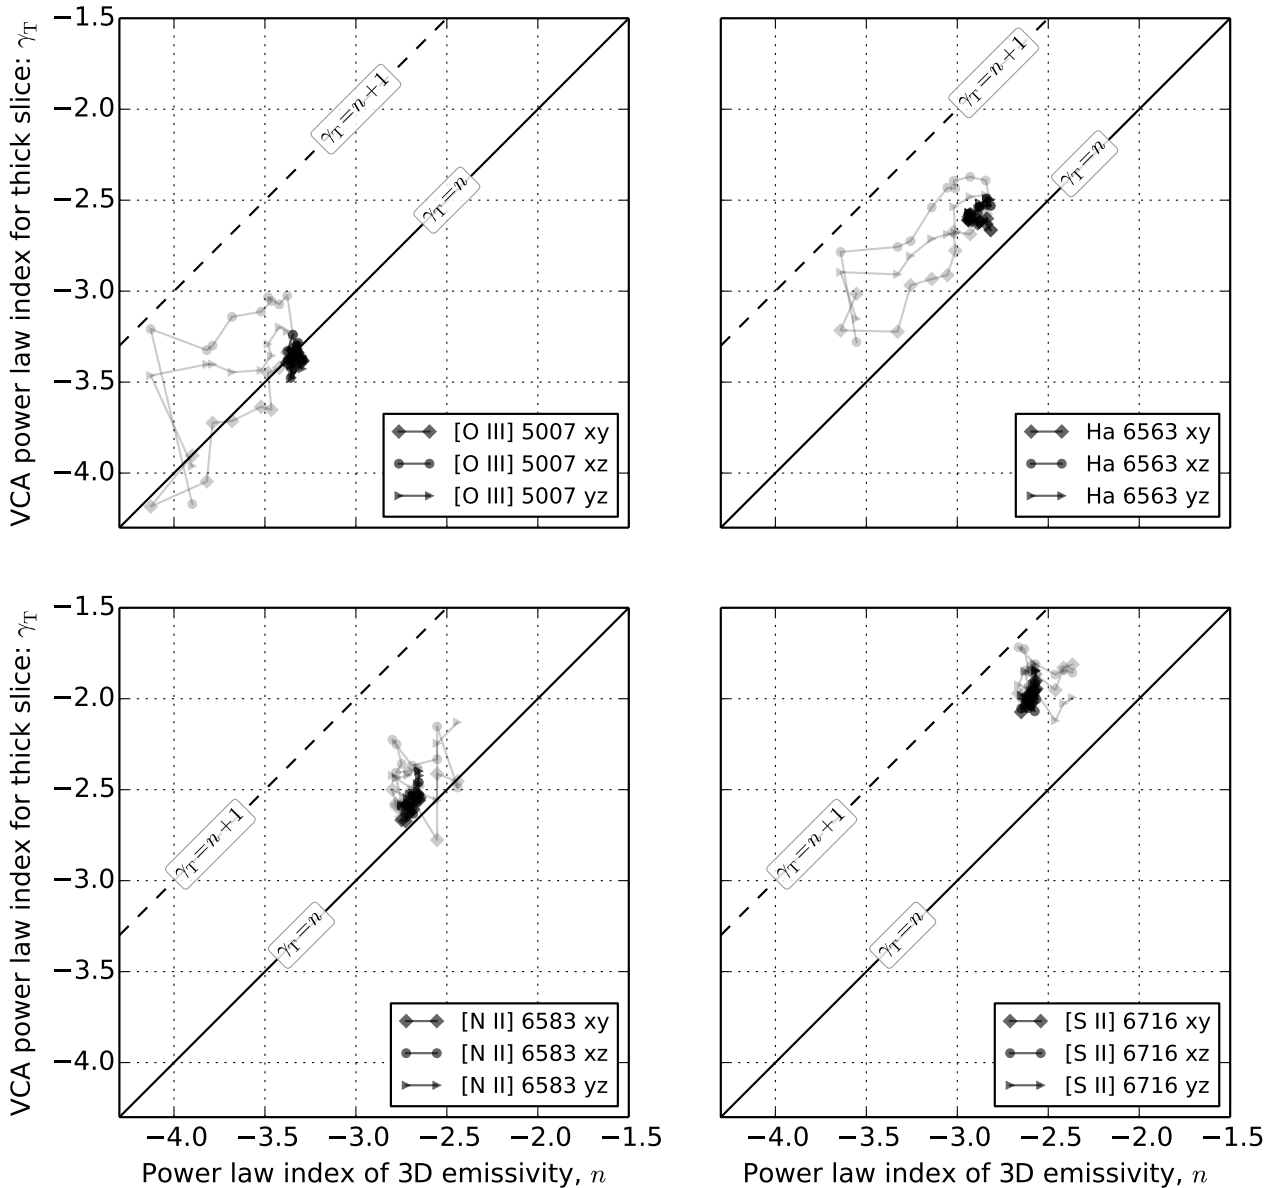 VCA power law index for thick slice: γT
−1.5
−2.0
−2.5
−3.0
−3.5
−4.0
γT = n + 1
γT = n
[O III] 5007 xy
[O III] 5007 xz
[O III] 5007 yz
γT = n + 1
γT = n
Ha 6563 xy
Ha 6563 xz
Ha 6563 yz
VCA power law index for thick slice: γT
−1.5
−2.0
−2.5
−3.0
−3.5
−4.0
γT = n + 1
γT = n
[N II] 6583 xy
[N II] 6583 xz
[N II] 6583 yz
−4.0 −3.5 −3.0 −2.5 −2.0 −1.5
Power law index of 3D emissivity, n
γT = n + 1
γT = n
[S II] 6716 xy
[S II] 6716 xz
[S II] 6716 yz
−4.0 −3.5 −3.0 −2.5 −2.0 −1.5
Power law index of 3D emissivity, n